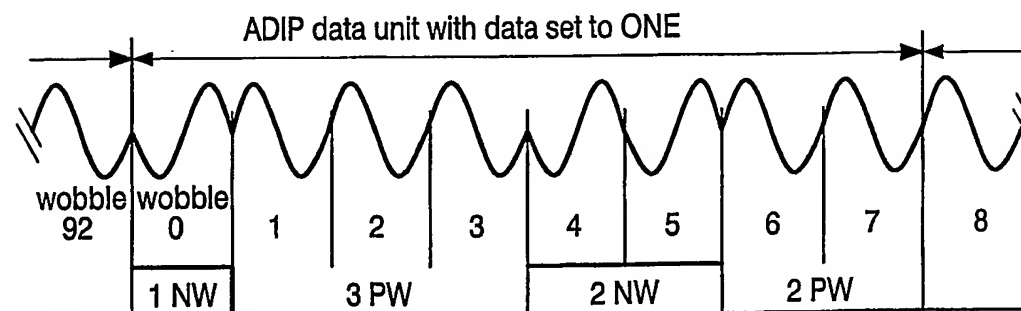 ADIP data unit with data set to ONE
wobble wobble
92 0 1 2 3 4 5 6 7 8
1 NW 3 PW 2 NW 2 PW